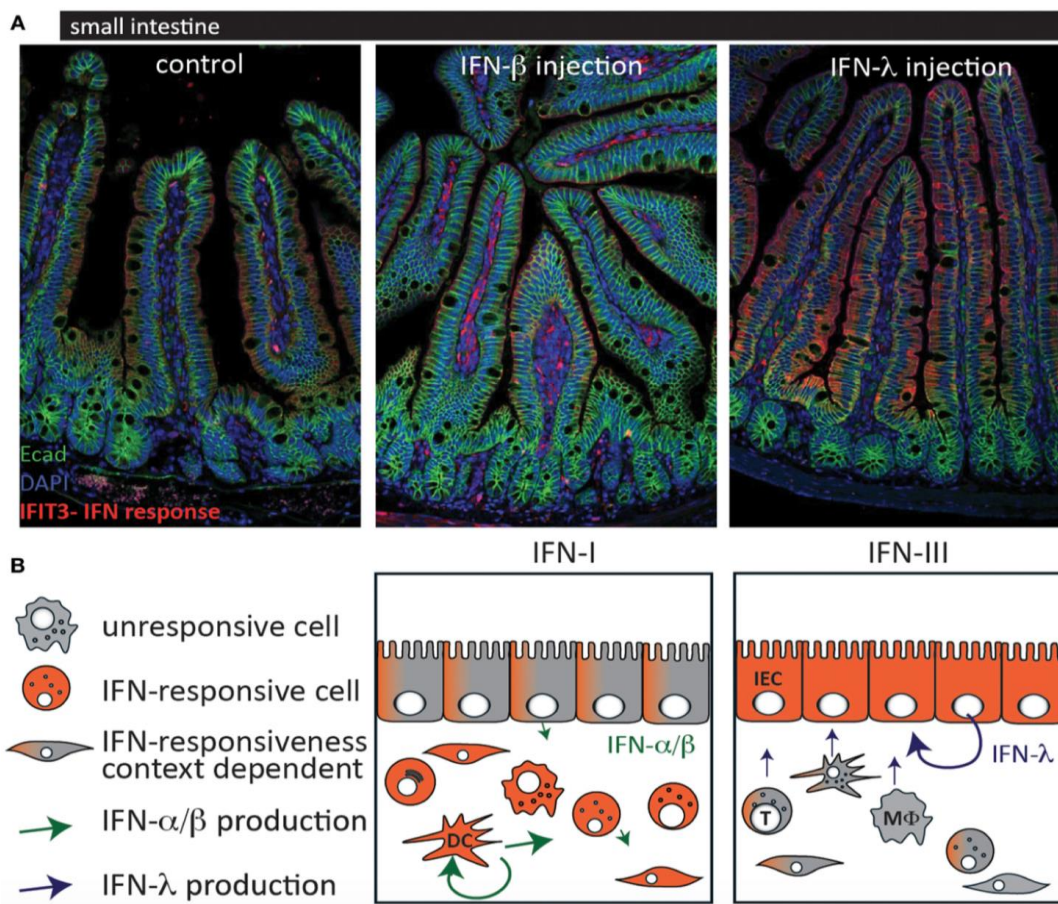 A
small intestine
control
IFN-β injection
IFN-λ injection
Ecad
DAPI
IFIT3- IFN response
B
unresponsive cell
IFN-responsive cell
IFN-responsiveness
context dependent
IFN-α/β production
IFN-λ production
IFN-I
IFN-α/β
DC
IFN-III
IEC
IFN-λ
T
MΦ